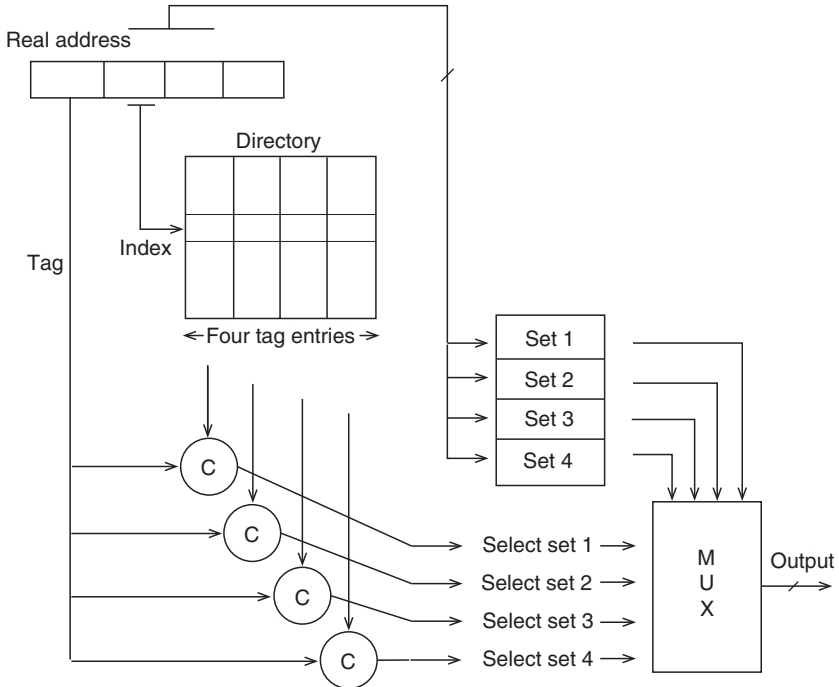 Real address
Directory
Index
Tag
Four tag entries
Set 1
Set 2
Set 3
Set 4
C
C
C
C
Select set 1
Select set 2
Select set 3
Select set 4
M
U
X
Output